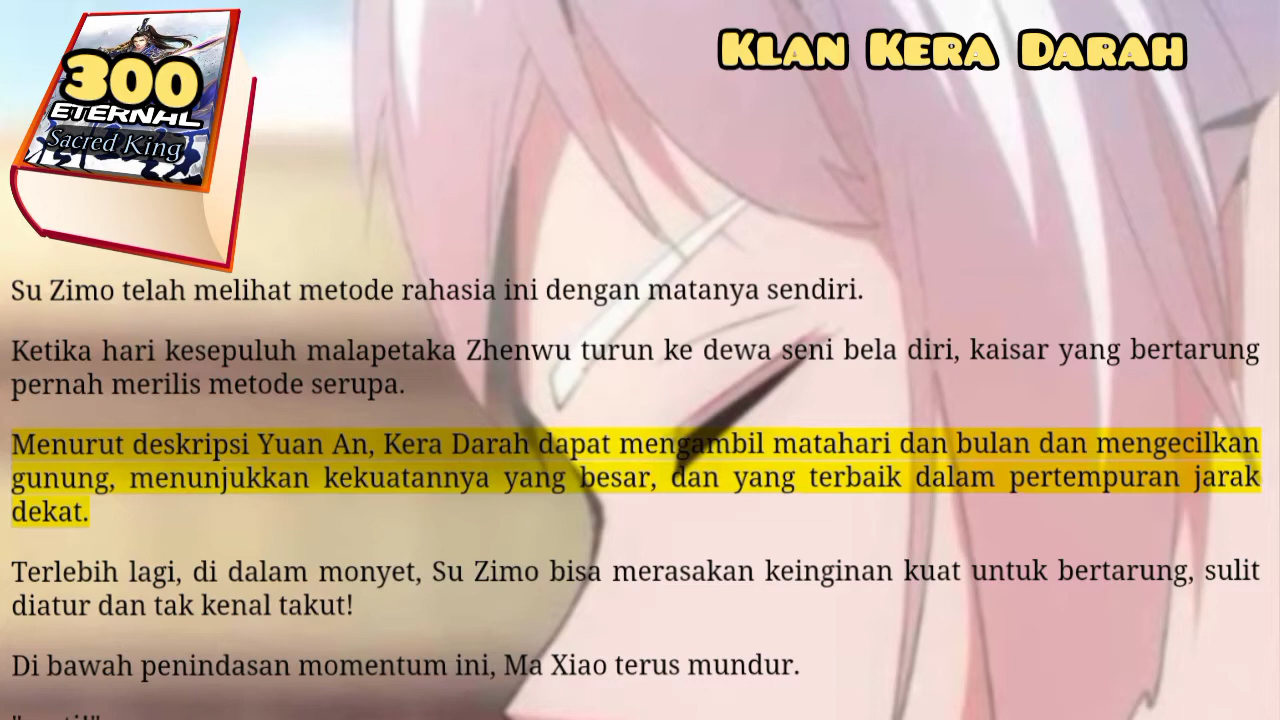 300
ETERNAL
Sacred King
KLAN KERA DARAH
Su Zimo telah melihat metode rahasia ini dengan matanya sendiri.
Ketika hari kesepuluh malapetaka Zhenwu turun ke dewa seni bela diri, kaisar yang bertarung
pernah merilis metode serupa.
Menurut deskripsi Yuan An, Kera Darah dapat mengambil matahari dan bulan dan mengecilkan
gunung, menunjukkan kekuatannya yang besar, dan yang terbaik dalam pertempuran jarak
dekat.
Terlebih lagi, di dalam monyet, Su Zimo bisa merasakan keinginan kuat untuk bertarung, sulit
diatur dan tak kenal takut!
Di bawah penindasan momentum ini, Ma Xiao terus mundur.